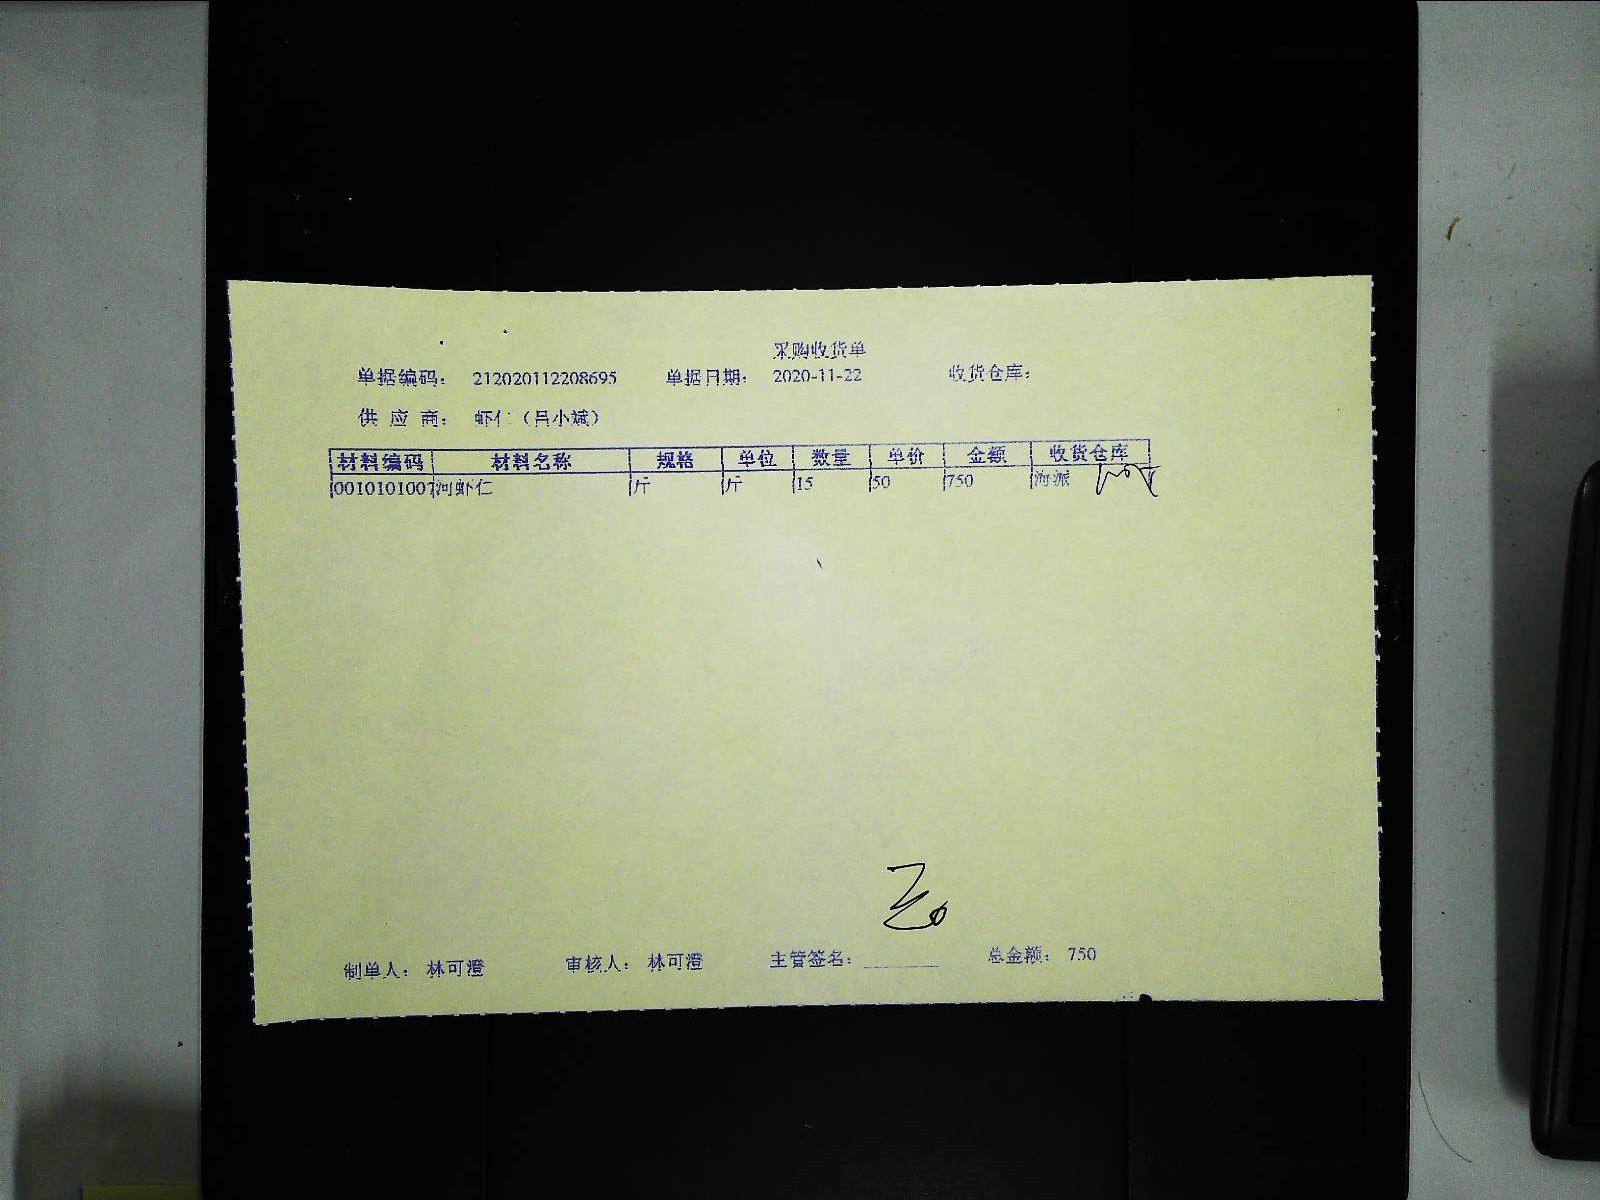 采购收货单
单据编码： 212020112208695 单据日期： 2020-11-22 收货仓库：
供 应 商： 虾仁（吕小斌）
材料编码 材料名称 规格 单位 数量 单价 金额 收货仓库
0010101007 河虾仁 斤 斤 15 50 750 海派
制单人： 林可澄 审核人： 林可澄 主管签名： 总金额： 750